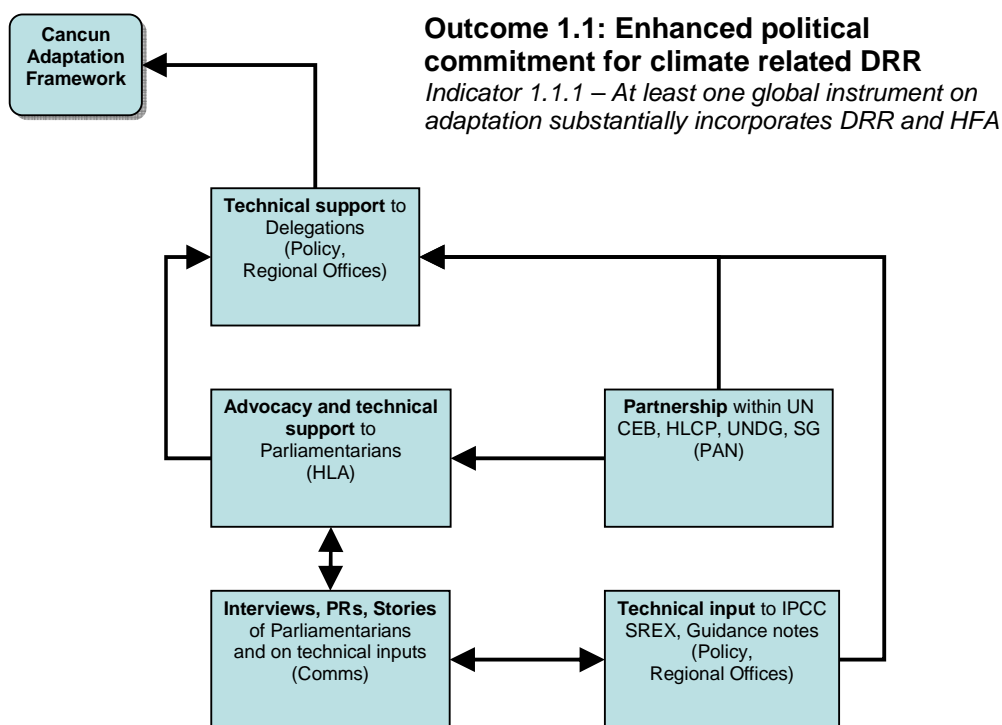 Cancun
Adaptation
Framework
Outcome 1.1: Enhanced political
commitment for climate related DRR
Indicator 1.1.1 – At least one global instrument on
adaptation substantially incorporates DRR and HFA
Technical support to
Delegations
(Policy,
Regional Offices)
Advocacy and technical
support to
Parliamentarians
(HLA)
Partnership within UN
CEB, HLCP, UNDG, SG
(PAN)
Interviews, PRs, Stories
of Parliamentarians
and on technical inputs
(Comms)
Technical input to IPCC
SREX, Guidance notes
(Policy,
Regional Offices)